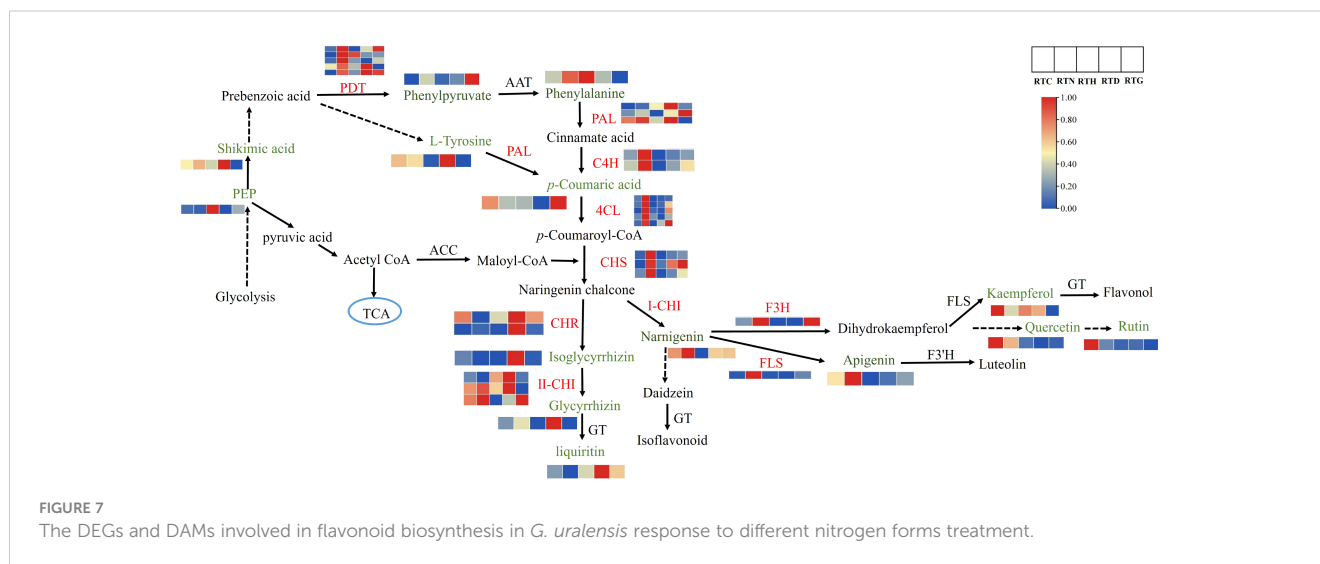 RTC RTN RTH RTD RTG
1.00
0.80
0.60
0.40
0.20
0.00
PDT
Prebenzoic acid
Phenylpyruvate
AAT
Phenylalanine
PAL
Cinnamate acid
L-Tyrosine
PAL
C4H
Shikimic acid
p-Coumaric acid
PEP
4CL
pyruvic acid
p-Coumaroyl-CoA
Acetyl CoA
ACC
Maloyl-CoA
CHS
Glycolysis
TCA
Naringenin chalcone
I-CHI
CHR
F3H
Dihydrokaempferol
FLS
Kaempferol
GT
Flavonol
Quercetin
Rutin
Narnigenin
FLS
Apigenin
F3'H
Luteolin
Isoglycyrrhizin
II-CHI
Daidzein
Glycyrrhizin
GT
GT
Isoflavonoid
liquiritin
FIGURE 7
The DEGs and DAMs involved in flavonoid biosynthesis in G. uralensis response to different nitrogen forms treatment.